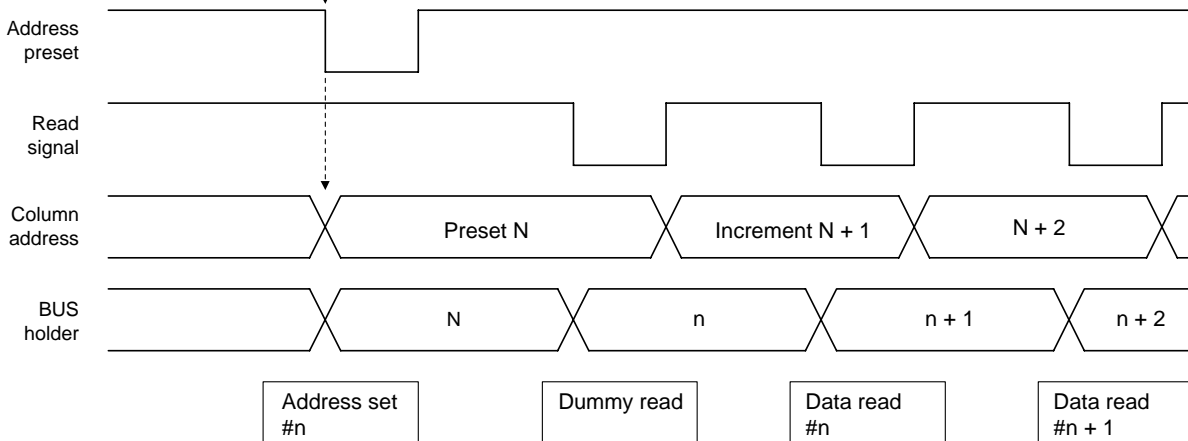 Address
preset
Read
signal
Column
address
Preset N
Increment N + 1
N + 2
BUS
holder
N
n
n + 1
n + 2
Address set
#n
Dummy read
Data read
#n
Data read
#n + 1